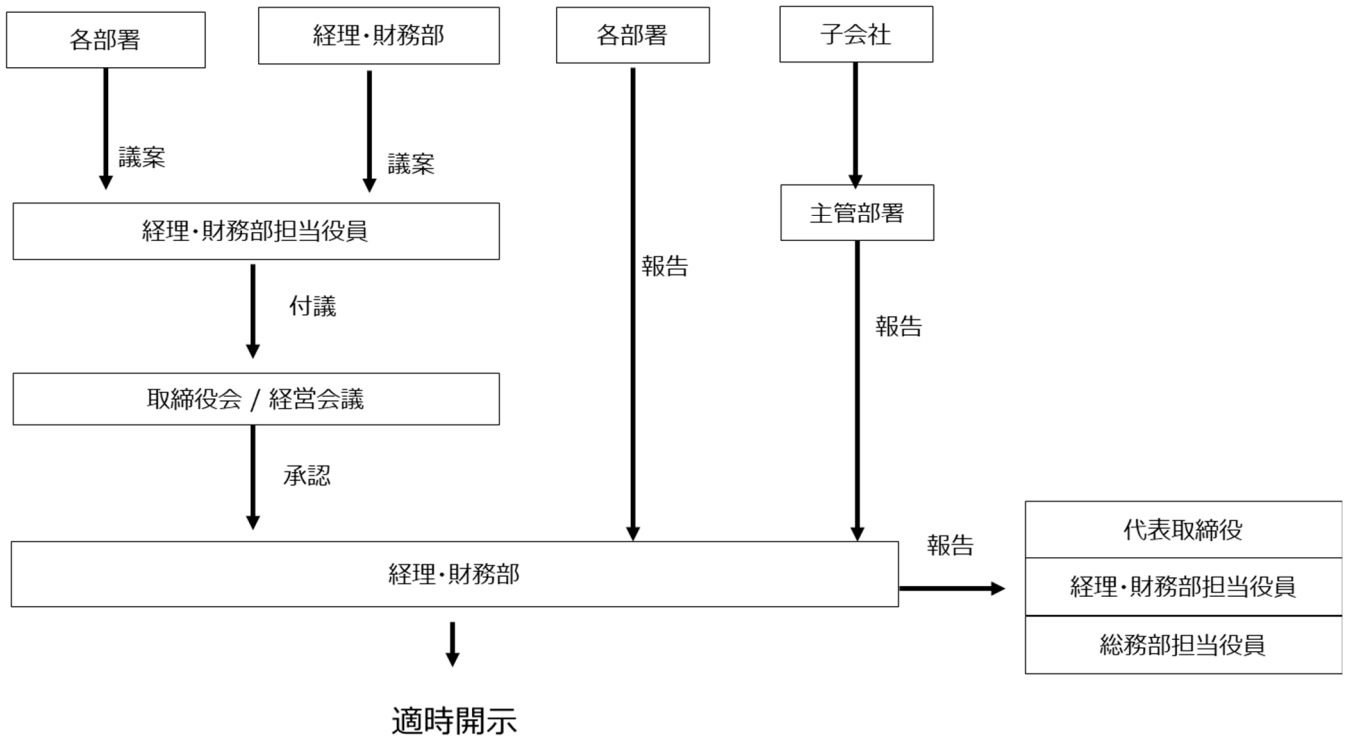 各部署
経理・財務部
各部署
子会社
議案
議案
主管部署
経理・財務部担当役員
報告
付議
報告
取締役会 / 経営会議
承認
経理・財務部
報告
代表取締役
経理・財務部担当役員
総務部担当役員
適時開示